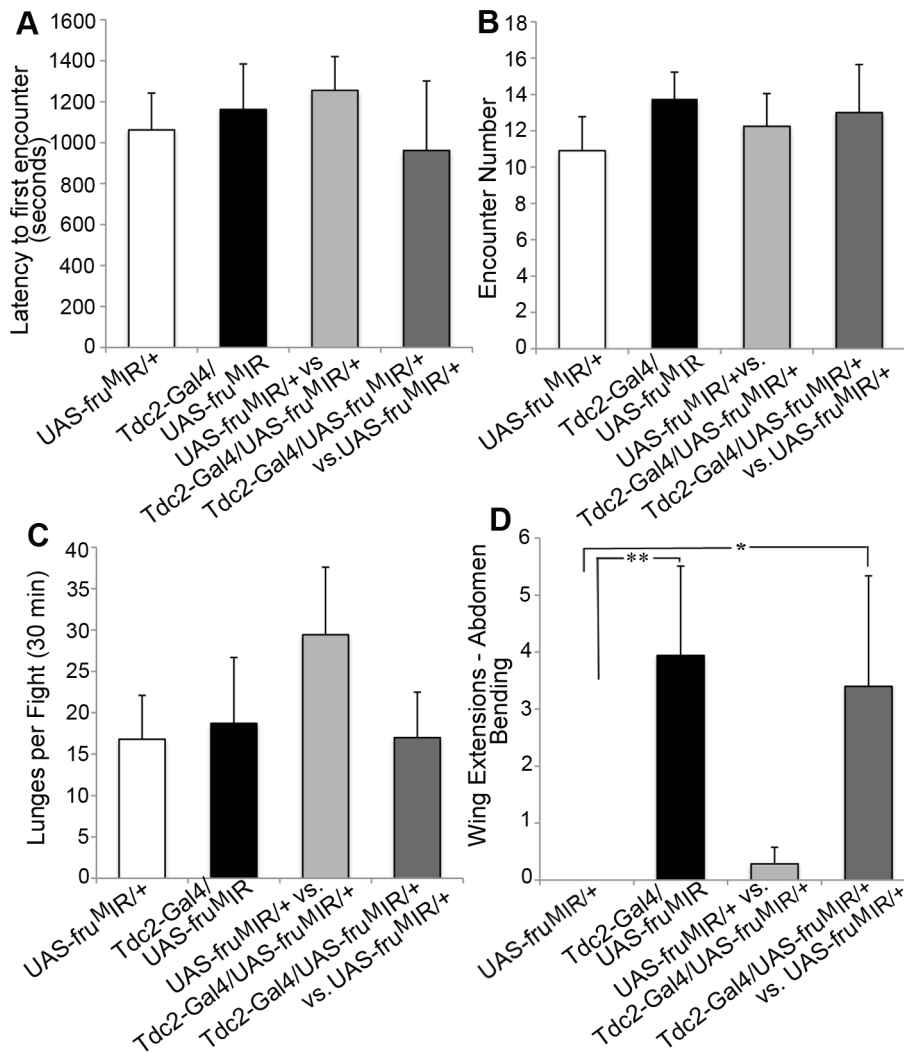 A
1600
1400
1200
1000
800
600
400
200
0
Latency to first encounter
(seconds)
UAS-fruᴹIR/+
Tdc2-Gal4/
UAS-fruᴹIR
UAS-fruᴹIR/+ vs
Tdc2-Gal4/UAS-fruᴹIR/+
Tdc2-Gal4/UAS-fruᴹIR/+
vs.UAS-fruᴹIR/+
B
18
16
14
12
10
8
6
4
2
0
Encounter Number
UAS-fruᴹIR/+
Tdc2-Gal4/
UAS-fruᴹIR
UAS-fruᴹIR/+vs.
Tdc2-Gal4/UAS-fruᴹIR/+
Tdc2-Gal4/UAS-fruᴹIR/+
vs. UAS-fruᴹIR/+
C
40
35
30
25
20
15
10
5
0
Lunges per Fight (30 min)
UAS-fruᴹIR/+
Tdc2-Gal4/
UAS-fruᴹIR
UAS-fruᴹIR/+ vs.
Tdc2-Gal4/UAS-fruᴹIR/+
Tdc2-Gal4/UAS-fruᴹIR/+
vs. UAS-fruᴹIR/+
D
6
5
4
3
2
1
0
Wing Extensions - Abdomen
Bending
*
**
UAS-fruᴹIR/+
Tdc2-Gal4/
UAS-fruᴹIR
UAS-fruᴹIR/+ vs.
Tdc2-Gal4/UAS-fruᴹIR/+
Tdc2-Gal4/UAS-fruᴹIR/+
vs. UAS-fruᴹIR/+